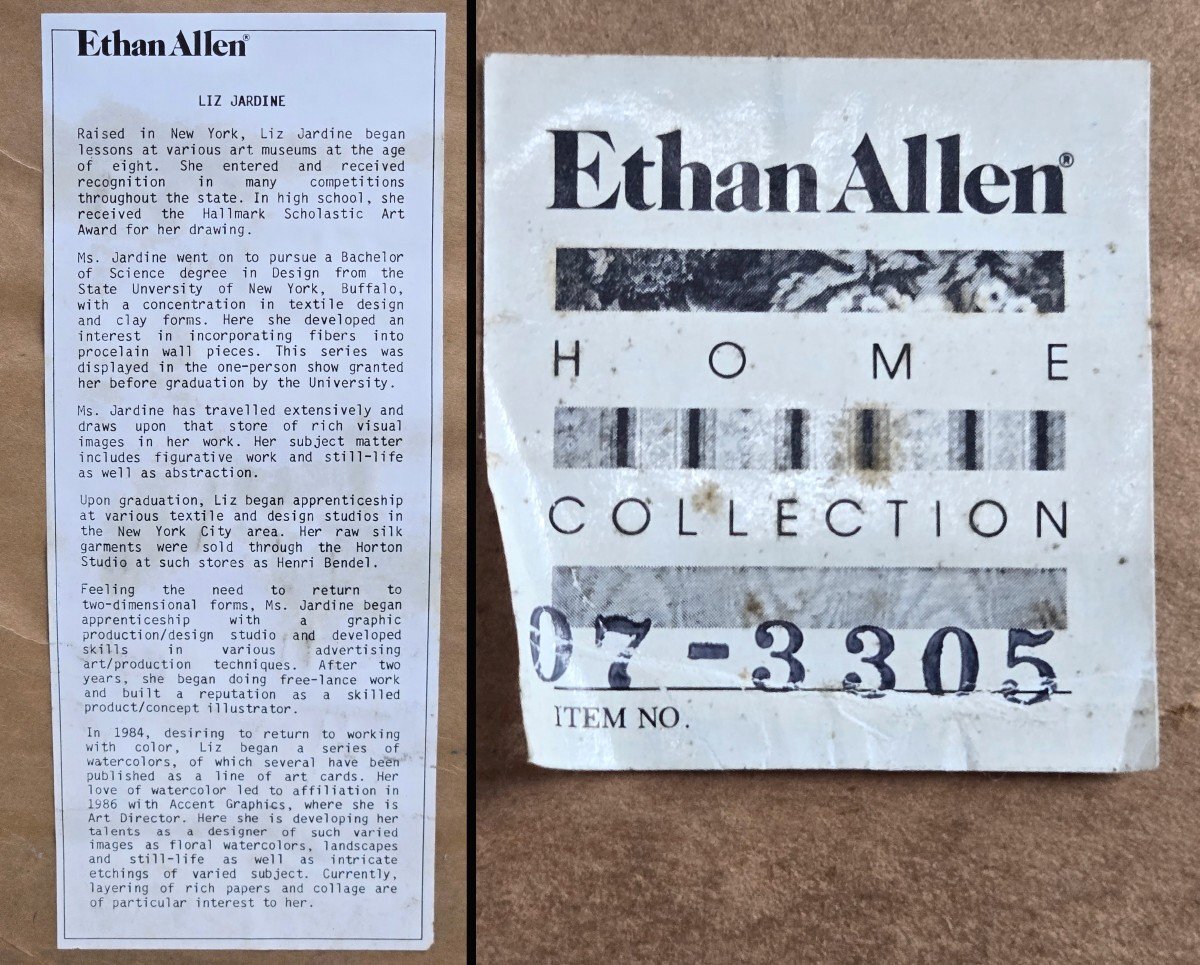 Ethan Allen®
LIZ JARDINE
Raised in New York, Liz Jardine began
lessons at various art museums at the age
of eight. She entered and received
recognition in many competitions
throughout the state. In high school, she
received the Hallmark Scholastic Art
Award for her drawing.
Ms. Jardine went on to pursue a Bachelor
of Science degree in Design from the
State Unversity of New York, Buffalo,
with a concentration in textile design
and clay forms. Here she developed an
interest in incorporating fibers into
procelain wall pieces. This series was
displayed in the one-person show granted
her before graduation by the University.
Ms. Jardine has travelled extensively and
draws upon that store of rich visual
images in her work. Her subject matter
includes figurative work and still-life
as well as abstraction.
Upon graduation, Liz began apprenticeship
at various textile and design studios in
the New York City area. Her raw silk
garments were sold through the Horton
Studio at such stores as Henri Bendel.
Feeling the need to return to
two-dimensional forms, Ms. Jardine began
apprenticeship with a graphic
production/design studio and developed
skills in various advertising
art/production techniques. After two
years, she began doing free-lance work
and built a reputation as a skilled
product/concept illustrator.
In 1984, desiring to return to working
with color, Liz began a series of
watercolors, of which several have been
published as a line of art cards. Her
love of watercolor led to affiliation in
1986 with Accent Graphics, where she is
Art Director. Here she is developing her
talents as a designer of such varied
images as floral watercolors, landscapes
and still-life as well as intricate
etchings of varied subject. Currently,
layering of rich papers and collage are
of particular interest to her.
Ethan Allen®
HOME
COLLECTION
07-3305
ITEM NO.